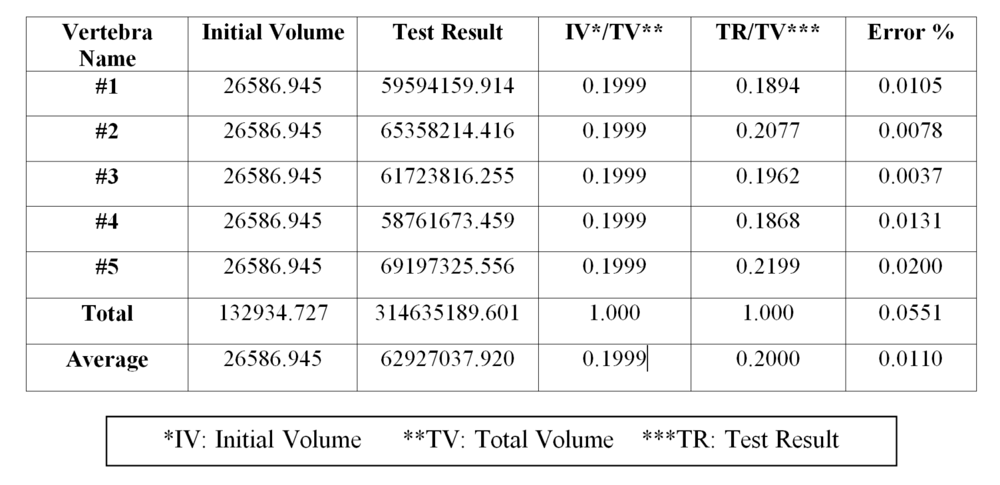 Vertebra Name Initial Volume Test Result IV*/TV** TR/TV*** Error %
#1 26586.945 59594159.914 0.1999 0.1894 0.0105
#2 26586.945 65358214.416 0.1999 0.2077 0.0078
#3 26586.945 61723816.255 0.1999 0.1962 0.0037
#4 26586.945 58761673.459 0.1999 0.1868 0.0131
#5 26586.945 69197325.556 0.1999 0.2199 0.0200
Total 132934.727 314635189.601 1.000 1.000 0.0551
Average 26586.945 62927037.920 0.1999 0.2000 0.0110
*IV: Initial Volume **TV: Total Volume ***TR: Test Result